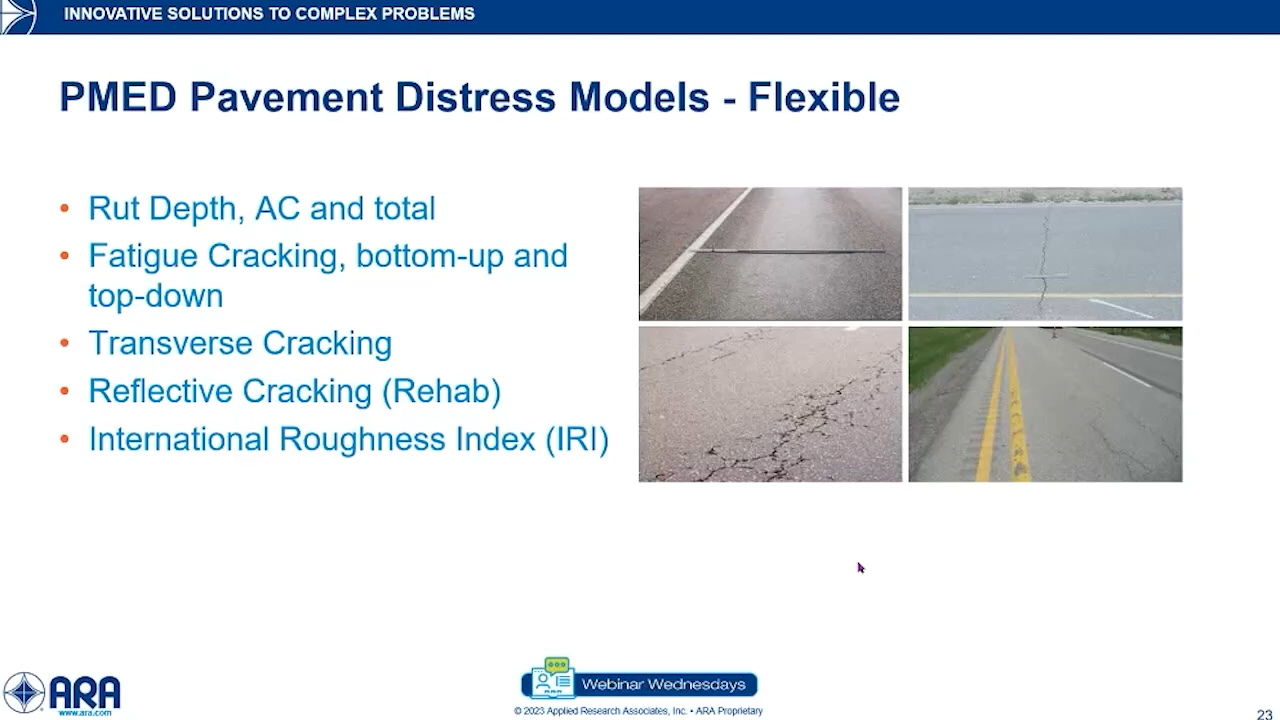 INNOVATIVE SOLUTIONS TO COMPLEX PROBLEMS
PMED Pavement Distress Models - Flexible
• Rut Depth, AC and total
• Fatigue Cracking, bottom-up and
top-down
• Transverse Cracking
• Reflective Cracking (Rehab)
• International Roughness Index (IRI)
ARA
www.ara.com
Webinar Wednesdays
© 2023 Applied Research Associates, Inc. • ARA Proprietary
23